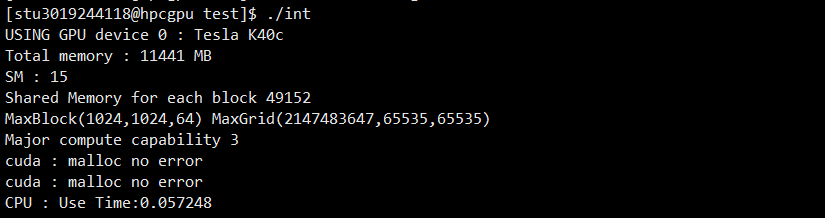 [stu3019244118@hpcgpu test]$ ./int
USING GPU device 0 : Tesla K40c
Total memory : 11441 MB
SM : 15
Shared Memory for each block 49152
MaxBlock(1024,1024,64) MaxGrid(2147483647,65535,65535)
Major compute capability 3
cuda : malloc no error
cuda : malloc no error
CPU : Use Time:0.057248